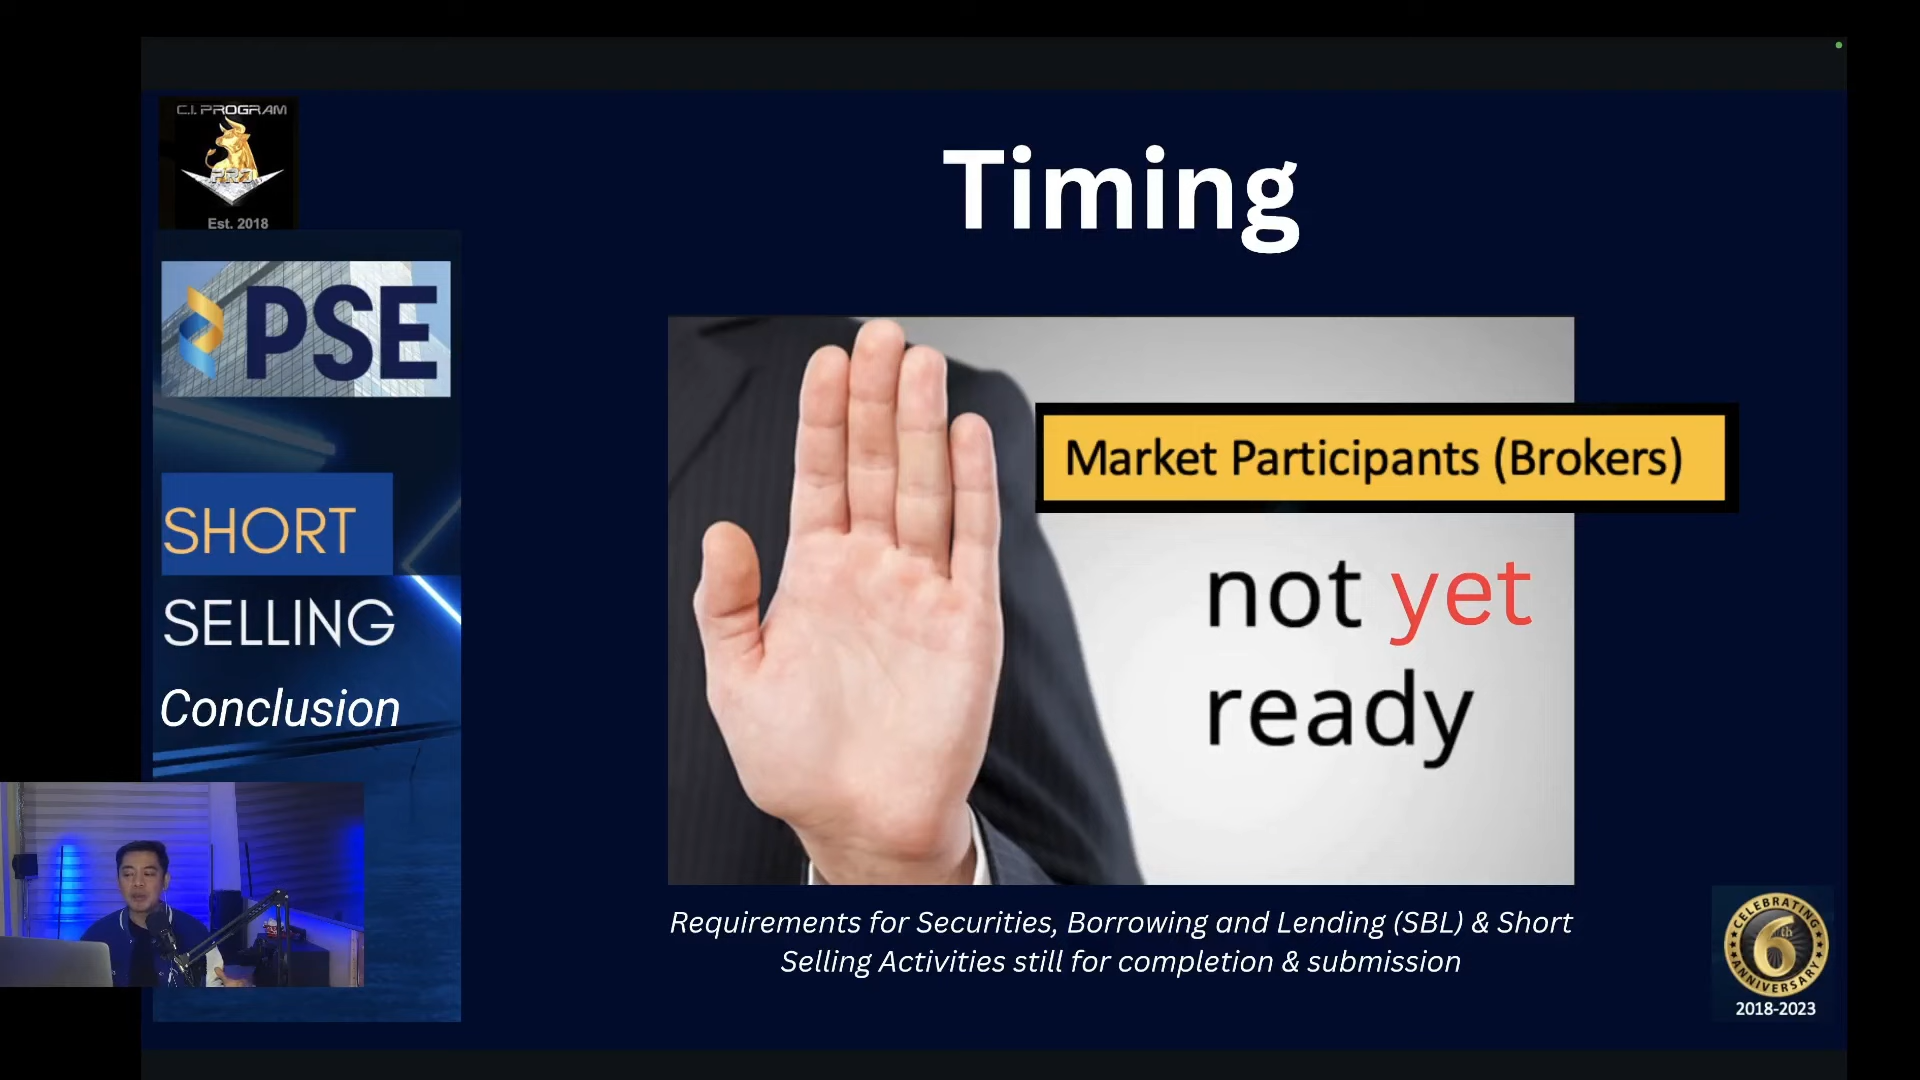 C.I. PROGRAM
PRO
Est. 2018
PSE
SHORT
SELLING
Conclusion
Timing
Market Participants (Brokers)
not yet
ready
Requirements for Securities, Borrowing and Lending (SBL) & Short
Selling Activities still for completion & submission
CELEBRATING
6th
ANNIVERSARY
2018-2023